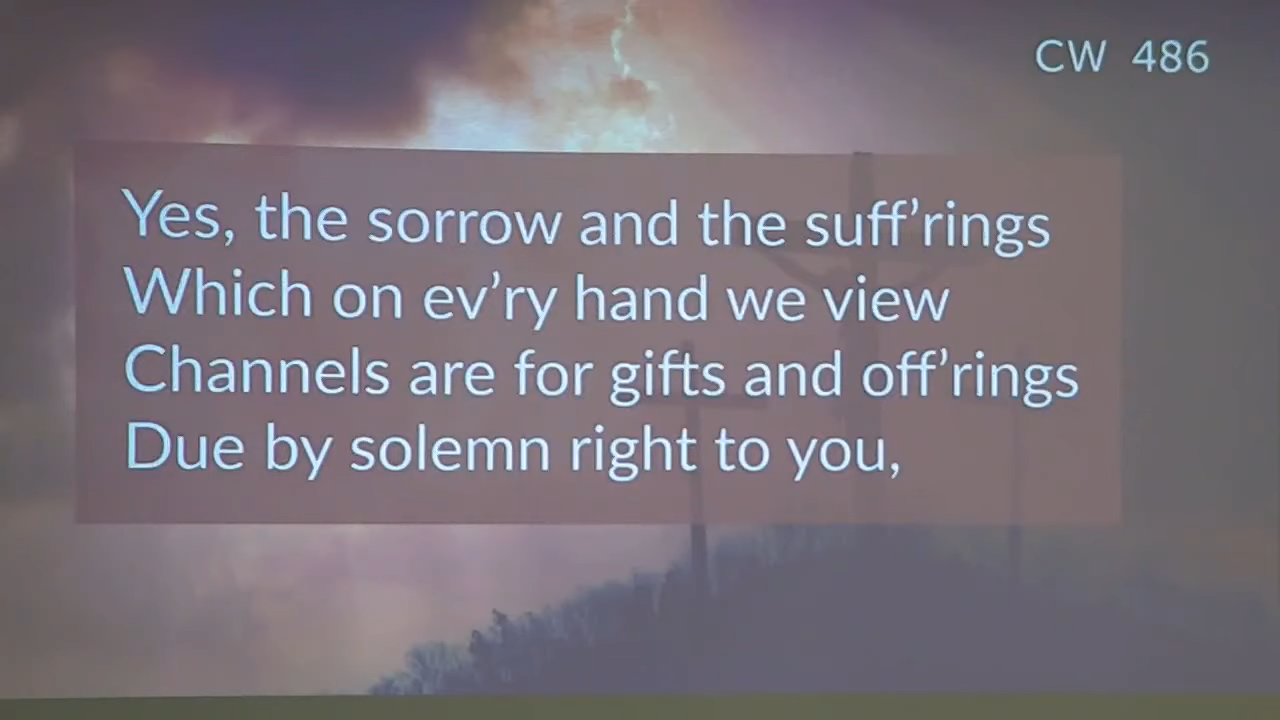 CW 486
Yes, the sorrow and the suff’rings
Which on ev’ry hand we view
Channels are for gifts and off’rings
Due by solemn right to you,